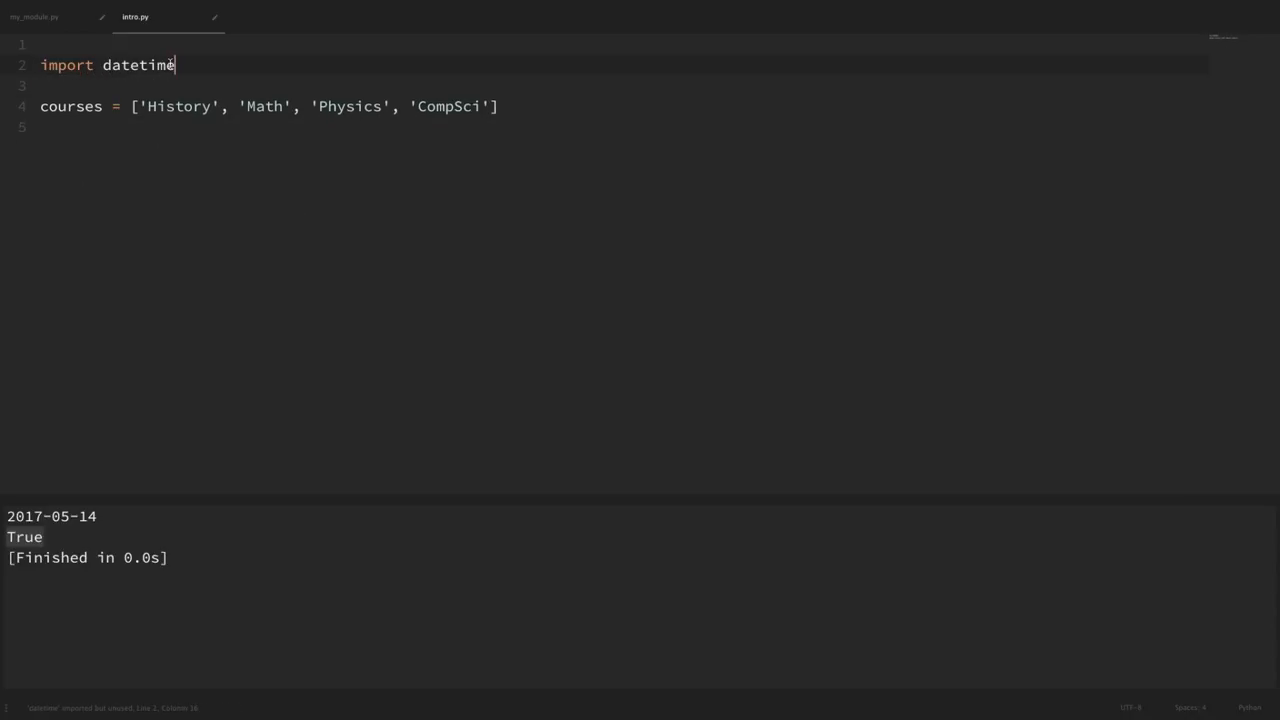 my_module.py
intro.py
1
2 import datetime
3
4 courses = ['History', 'Math', 'Physics', 'CompSci']
5
2017-05-14
True
[Finished in 0.0s]
'datetime' imported but unused, Line 2, Column 16
UTF-8
Spaces: 4
Python